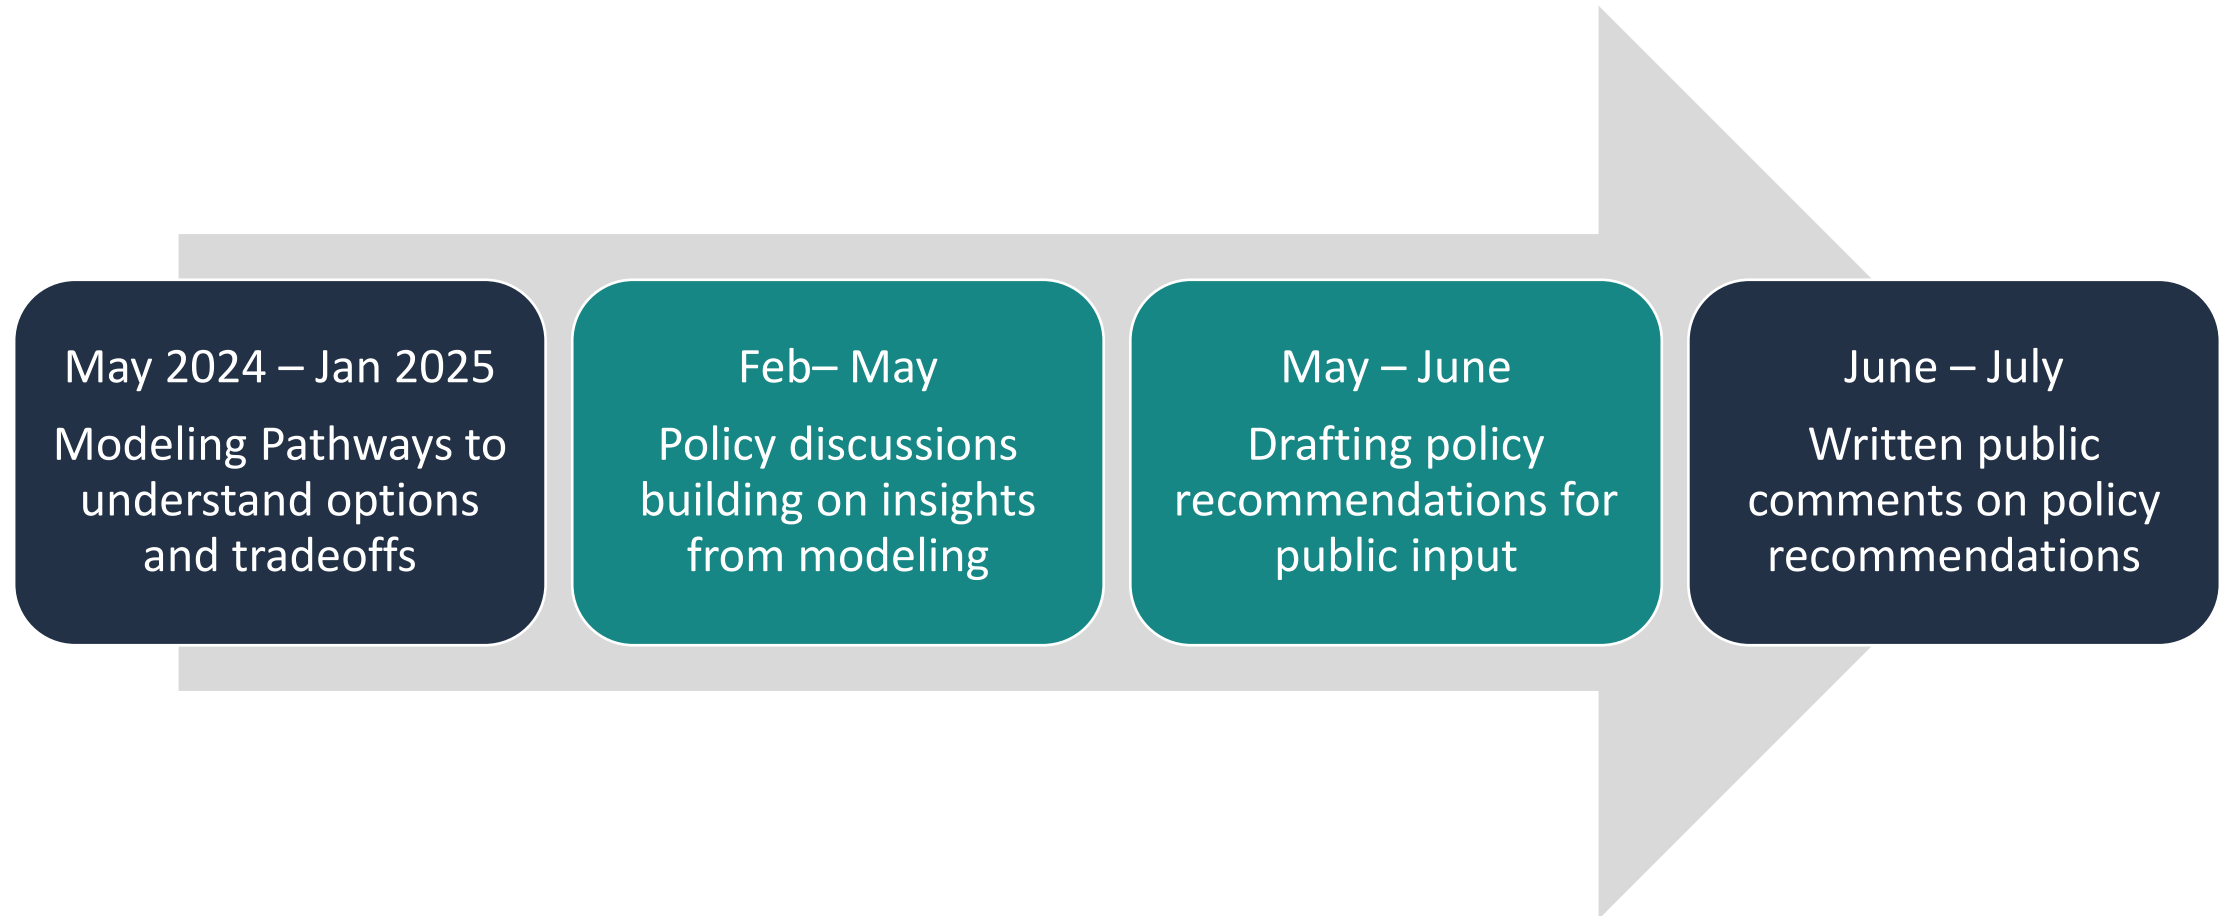 May 2024 – Jan 2025
Modeling Pathways to
understand options
and tradeoffs
Feb– May
Policy discussions
building on insights
from modeling
May – June
Drafting policy
recommendations for
public input
June – July
Written public
comments on policy
recommendations